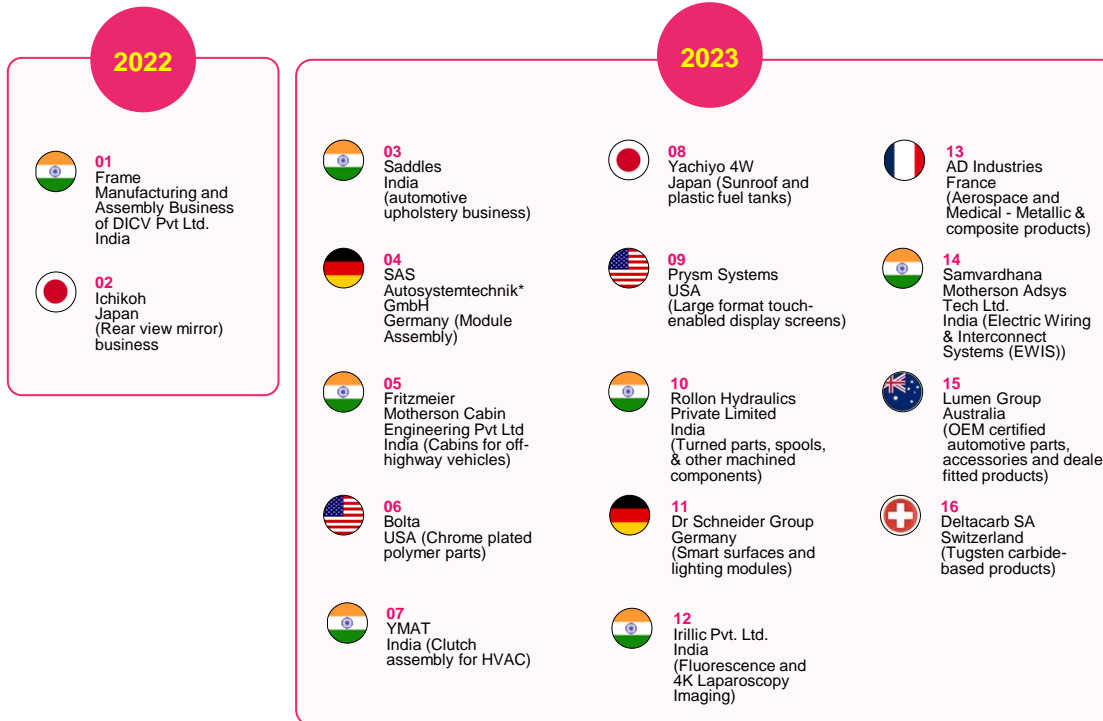 2022
01
Frame
Manufacturing and
Assembly Business
of DICV Pvt Ltd.
India
02
Ichikoh
Japan
(Rear view mirror)
business
2023
03
Saddles
India
(automotive
upholstery business)
04
SAS
Autosystemtechnik*
GmbH
Germany (Module
Assembly)
05
Fritzmeier
Motherson Cabin
Engineering Pvt Ltd
India (Cabins for off-
highway vehicles)
06
Bolta
USA (Chrome plated
polymer parts)
07
YMAT
India (Clutch
assembly for HVAC)
08
Yachiyo 4W
Japan (Sunroof and
plastic fuel tanks)
09
Prysm Systems
USA
(Large format touch-
enabled display screens)
10
Rollon Hydraulics
Private Limited
India
(Turned parts, spools,
& other machined
components)
11
Dr Schneider Group
Germany
(Smart surfaces and
lighting modules)
12
Irillic Pvt. Ltd.
India
(Fluorescence and
4K Laparoscopy
Imaging)
13
AD Industries
France
(Aerospace and
Medical - Metallic &
composite products)
14
Samvardhana
Motherson Adsys
Tech Ltd.
India (Electric Wiring
& Interconnect
Systems (EWIS))
15
Lumen Group
Australia
(OEM certified
automotive parts,
accessories and deale
fitted products)
16
Deltacarb SA
Switzerland
(Tugsten carbide-
based products)